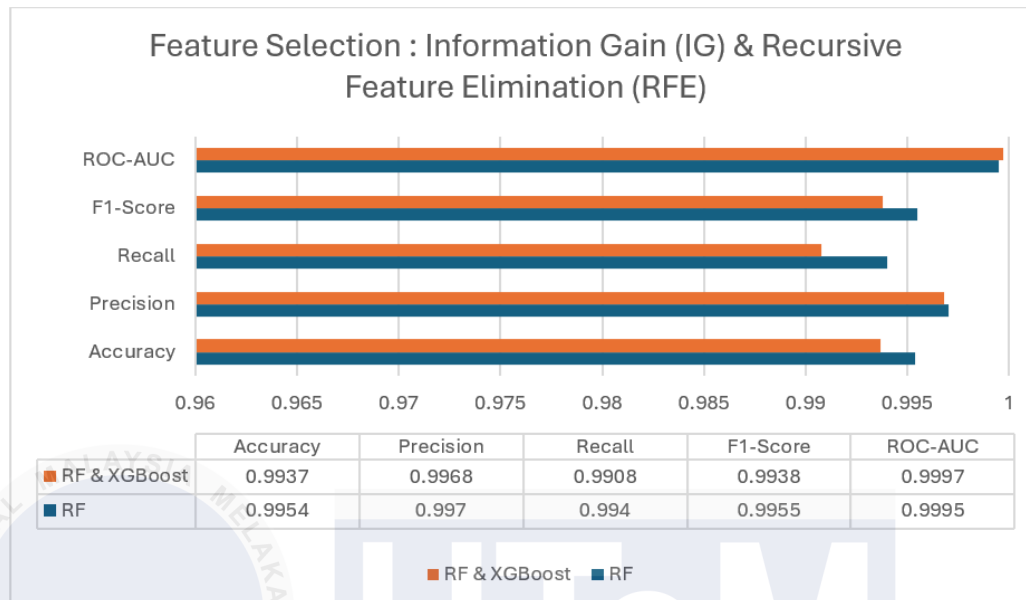 Feature Selection : Information Gain (IG) & Recursive
Feature Elimination (RFE)
ROC-AUC
F1-Score
Recall
Precision
Accuracy
0.96 0.965 0.97 0.975 0.98 0.985 0.99 0.995 1
Accuracy Precision Recall F1-Score ROC-AUC
RF & XGBoost 0.9937 0.9968 0.9908 0.9938 0.9997
RF 0.9954 0.997 0.994 0.9955 0.9995
RF & XGBoost RF
MALAYSIA MELAKA